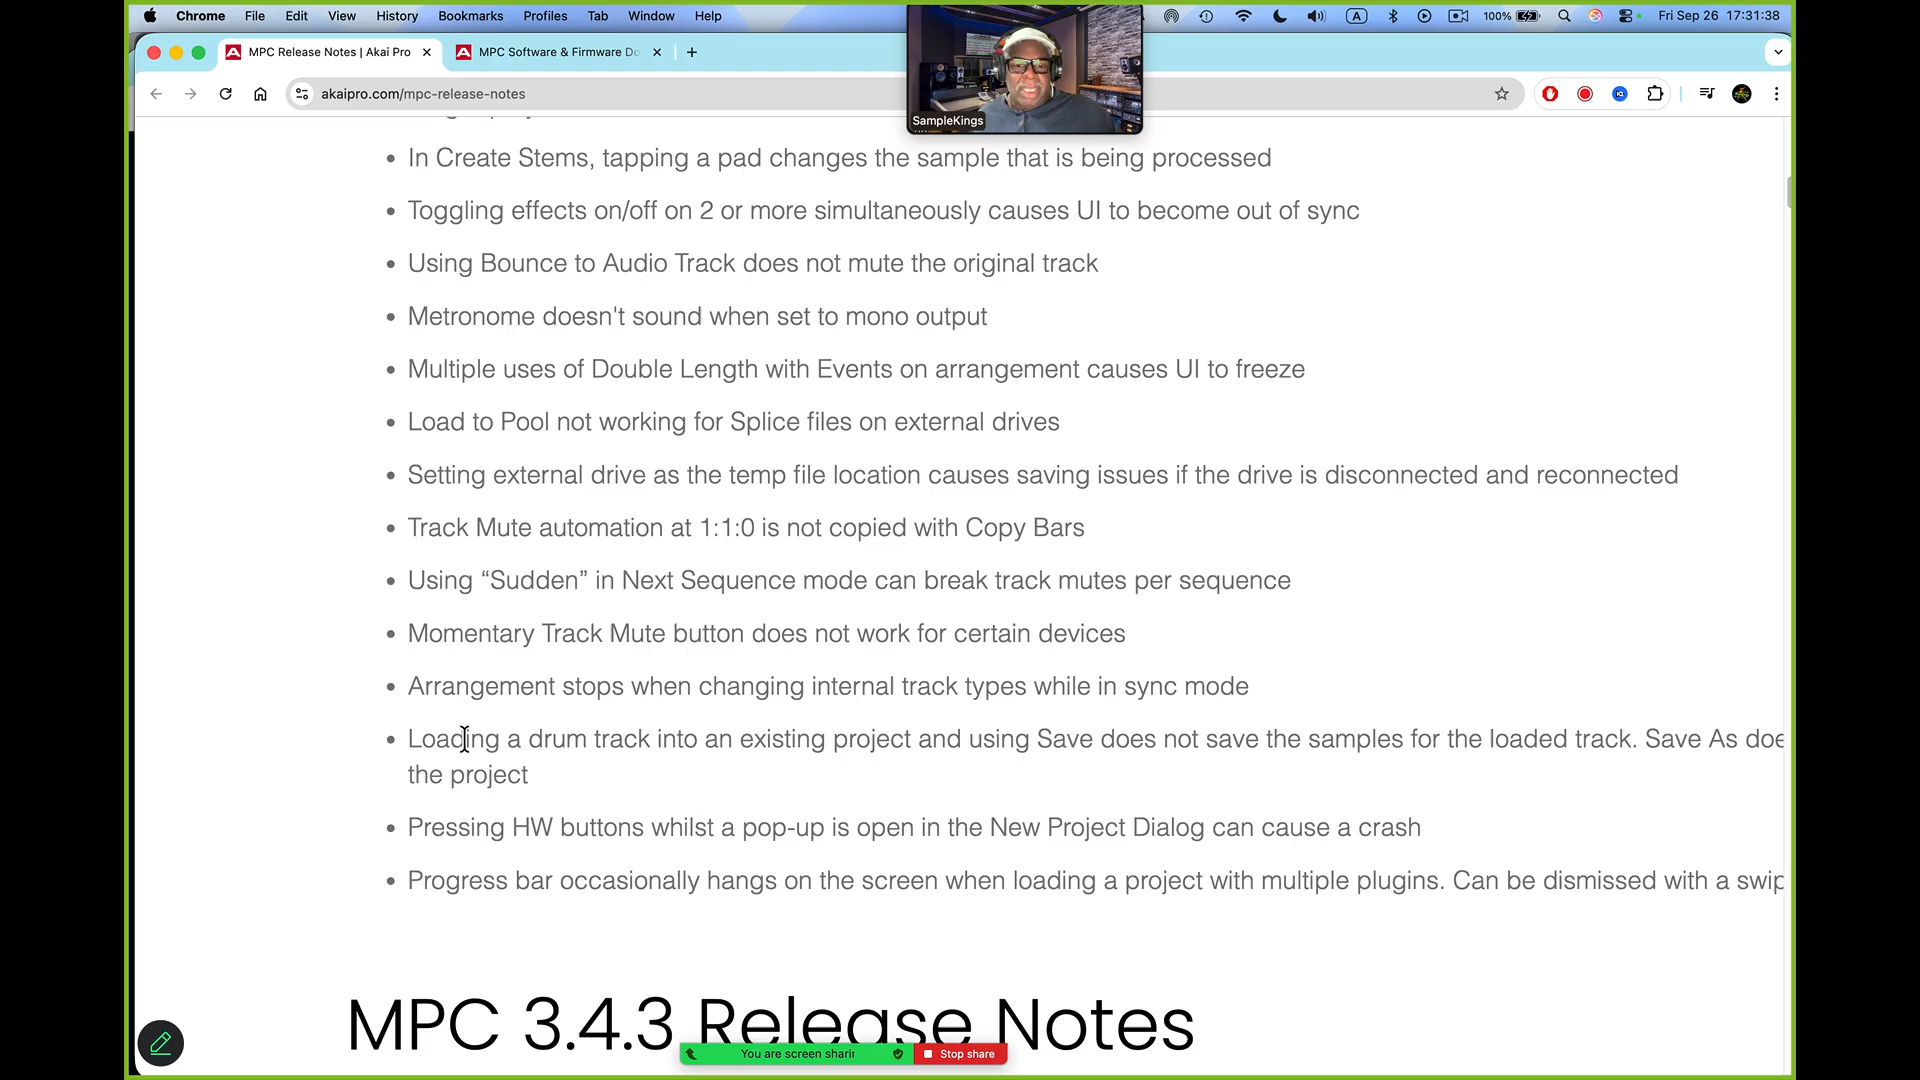 Chrome File Edit View History Bookmarks Profiles Tab Window Help A 100% Fri Sep 26 17:31:38
MPC Release Notes | Akai Pro MPC Software & Firmware Do
akaipro.com/mpc-release-notes
SampleKings
• In Create Stems, tapping a pad changes the sample that is being processed
• Toggling effects on/off on 2 or more simultaneously causes UI to become out of sync
• Using Bounce to Audio Track does not mute the original track
• Metronome doesn't sound when set to mono output
• Multiple uses of Double Length with Events on arrangement causes UI to freeze
• Load to Pool not working for Splice files on external drives
• Setting external drive as the temp file location causes saving issues if the drive is disconnected and reconnected
• Track Mute automation at 1:1:0 is not copied with Copy Bars
• Using “Sudden” in Next Sequence mode can break track mutes per sequence
• Momentary Track Mute button does not work for certain devices
• Arrangement stops when changing internal track types while in sync mode
• Loading a drum track into an existing project and using Save does not save the samples for the loaded track. Save As doe
the project
• Pressing HW buttons whilst a pop-up is open in the New Project Dialog can cause a crash
• Progress bar occasionally hangs on the screen when loading a project with multiple plugins. Can be dismissed with a swip
MPC 3.4.3 Release Notes
You are screen sharin Stop share